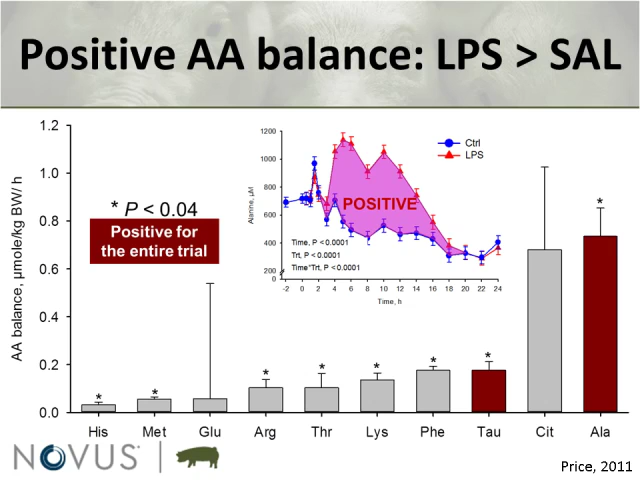 Positive AA balance: LPS > SAL
AA balance, µmole/kg BW/ h
1.2
1.0
0.8
0.6
0.4
0.2
0.0
* P < 0.04
Positive for
the entire trial
Alanine, µM
1200
1000
800
600
400
200
0
Ctrl
LPS
POSITIVE
Time, P < 0.0001
Trt, P < 0.0001
Time*Trt, P < 0.0001
-2 0 2 4 6 8 10 12 14 16 18 20 22 24
Time, h
* * * * * * * *
His Met Glu Arg Thr Lys Phe Tau Cit Ala
NOVUS
Price, 2011